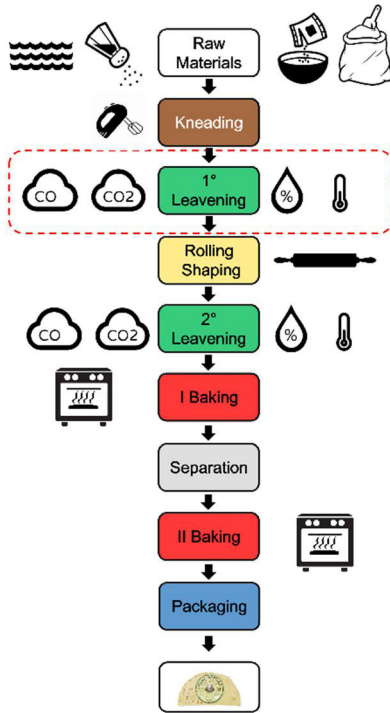 Raw
Materials
Kneading
CO
CO2
1°
Leavening
%
Rolling
Shaping
CO
CO2
2°
Leavening
%
I Baking
Separation
II Baking
Packaging